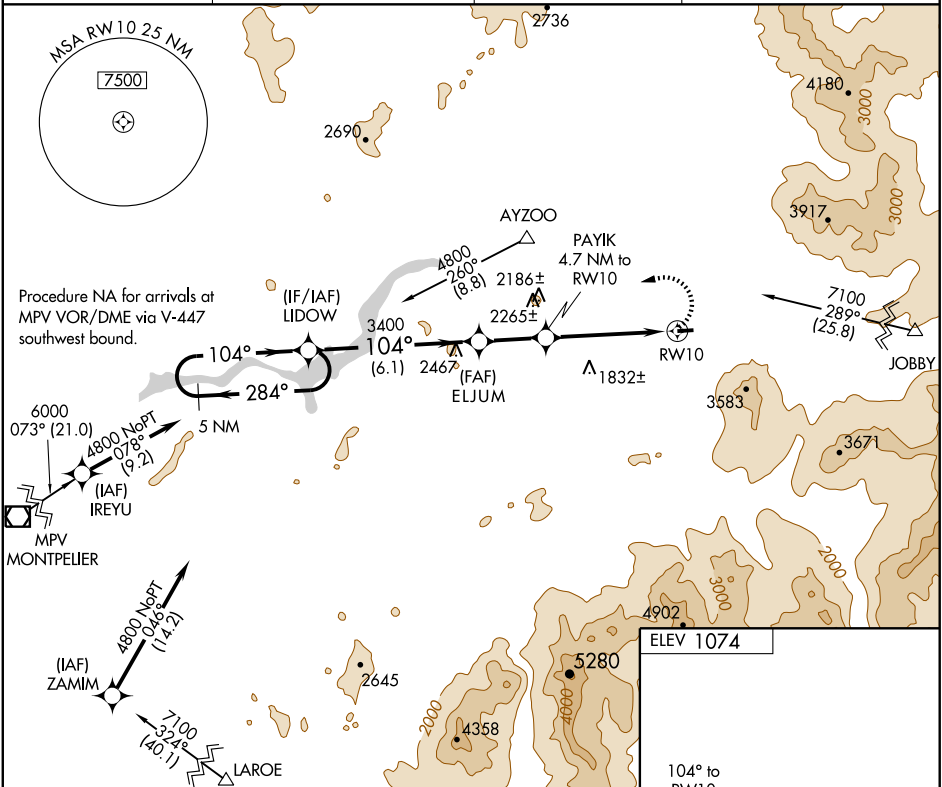 2736
MSA RW10 25 NM
7500
4180
3000
2690
3917
3000
AYZOO
4800
260°
(8.8)
PAYIK
4.7 NM to
RW10
2186±
2265±
Procedure NA for arrivals at
MPV VOR/DME via V-447
southwest bound.
(IF/IAF)
LIDOW
7100
289°
(25.8)
JOBBY
3400
104°
(6.1)
104°
284°
5 NM
2467
(FAF)
ELJUM
RW10
1832±
3583
3671
6000
073° (21.0)
4800 NoPT
078°
(9.2)
(IAF)
IREYU
MPV
MONTPELIER
2000
3000
4902
4800 NoPT
046°
(14.2)
(IAF)
ZAMIM
2645
5280
4000
2000
4358
7100
324°
(40.1)
LAROE
ELEV 1074
104° to
RW10